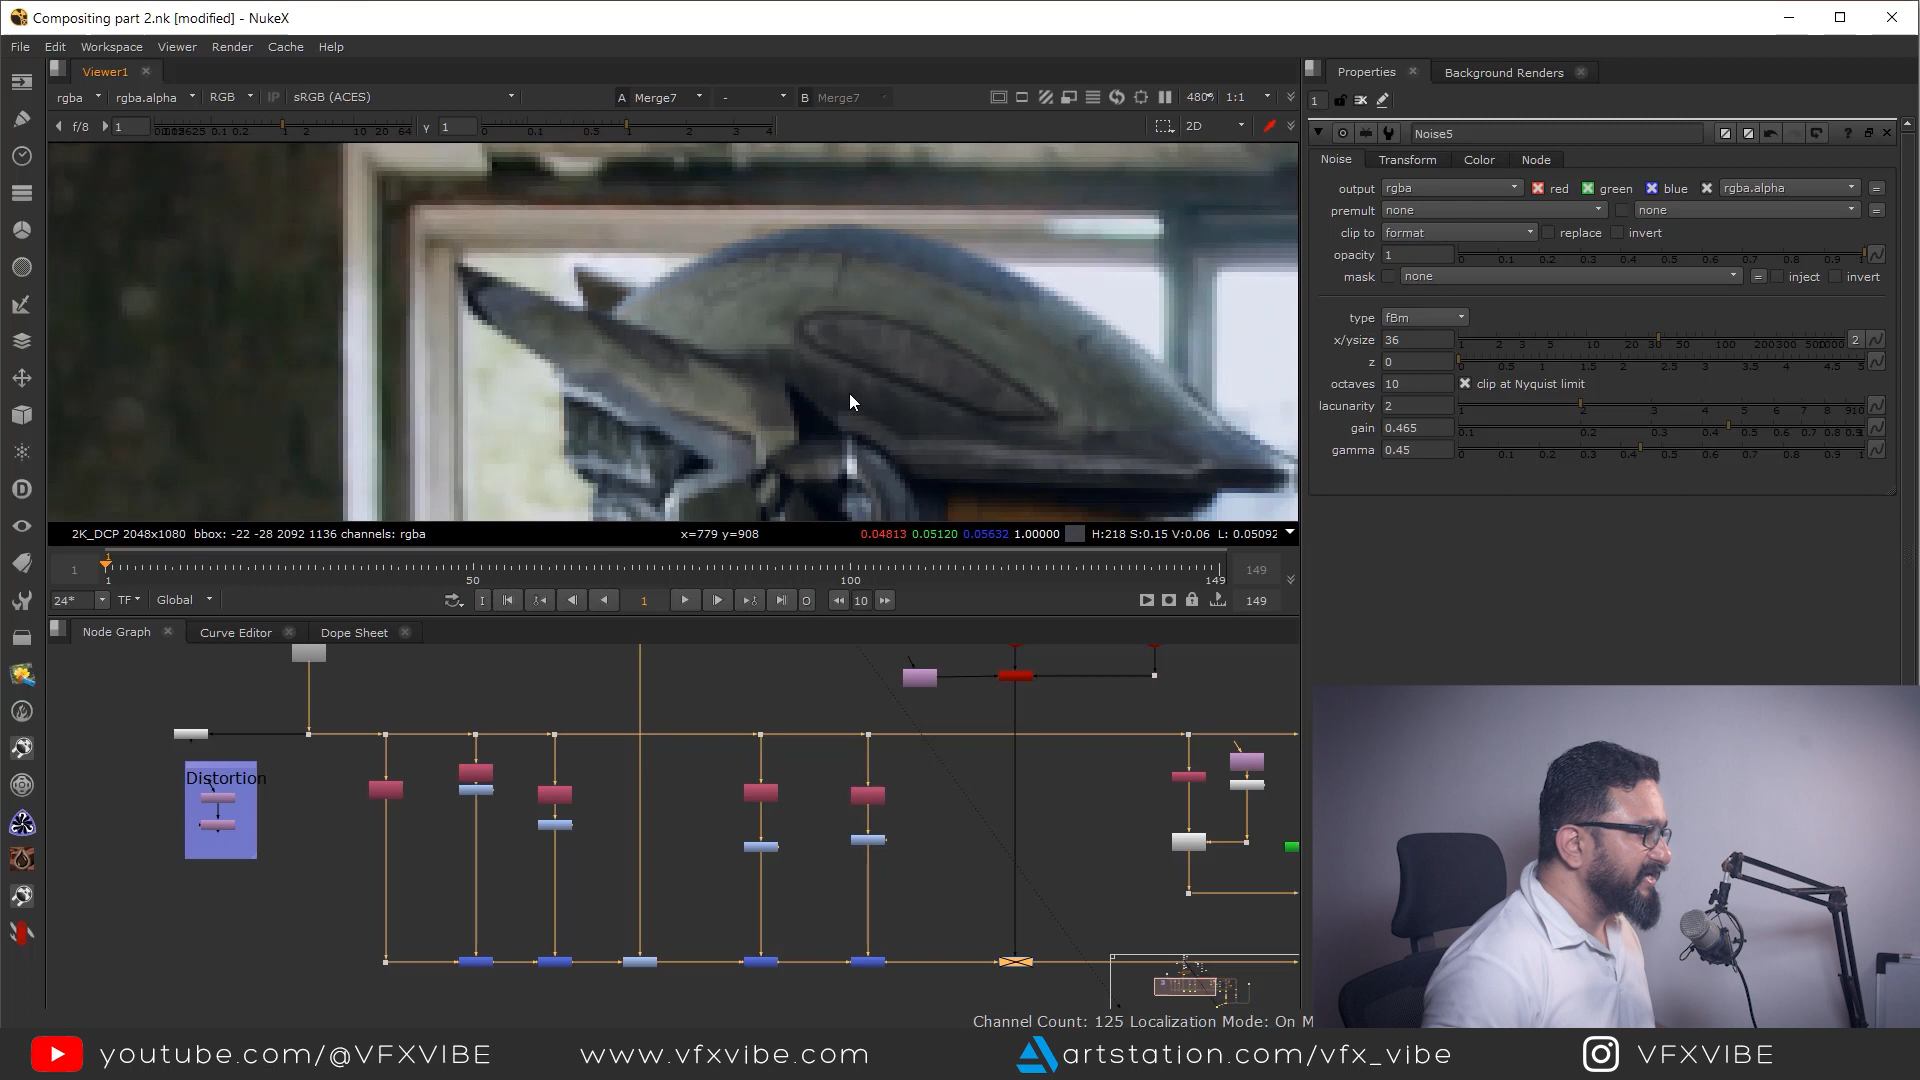 Compositing part 2.nk [modified] - NukeX
File Edit Workspace Viewer Render Cache Help
Viewer1
Properties
Background Renders
rgba rgba.alpha RGB IP sRGB (ACES) A Merge7 - B Merge7 1:1
1
f/8 1 γ 1 2D
Noise5
Noise Transform Color Node
output rgba red green blue rgba.alpha =
premult none none =
clip to format replace invert
opacity 1
mask none = inject invert
type fBm
x/ysize 36 2
z 0
octaves 10 clip at Nyquist limit
lacunarity 2
gain 0.465
gamma 0.45
2K_DCP 2048x1080 bbox: -22 -28 2092 1136 channels: rgba x=779 y=908 0.04813 0.05120 0.05632 1.00000 H:218 S:0.15 V:0.06 L: 0.05092
1 1 50 100 149 149
24* TF Global I 1 O 10 149
Node Graph Curve Editor Dope Sheet
Distortion
Channel Count: 125 Localization Mode: On M
youtube.com/@VFXVIBE www.vfxvibe.com artstation.com/vfx_vibe VFXVIBE